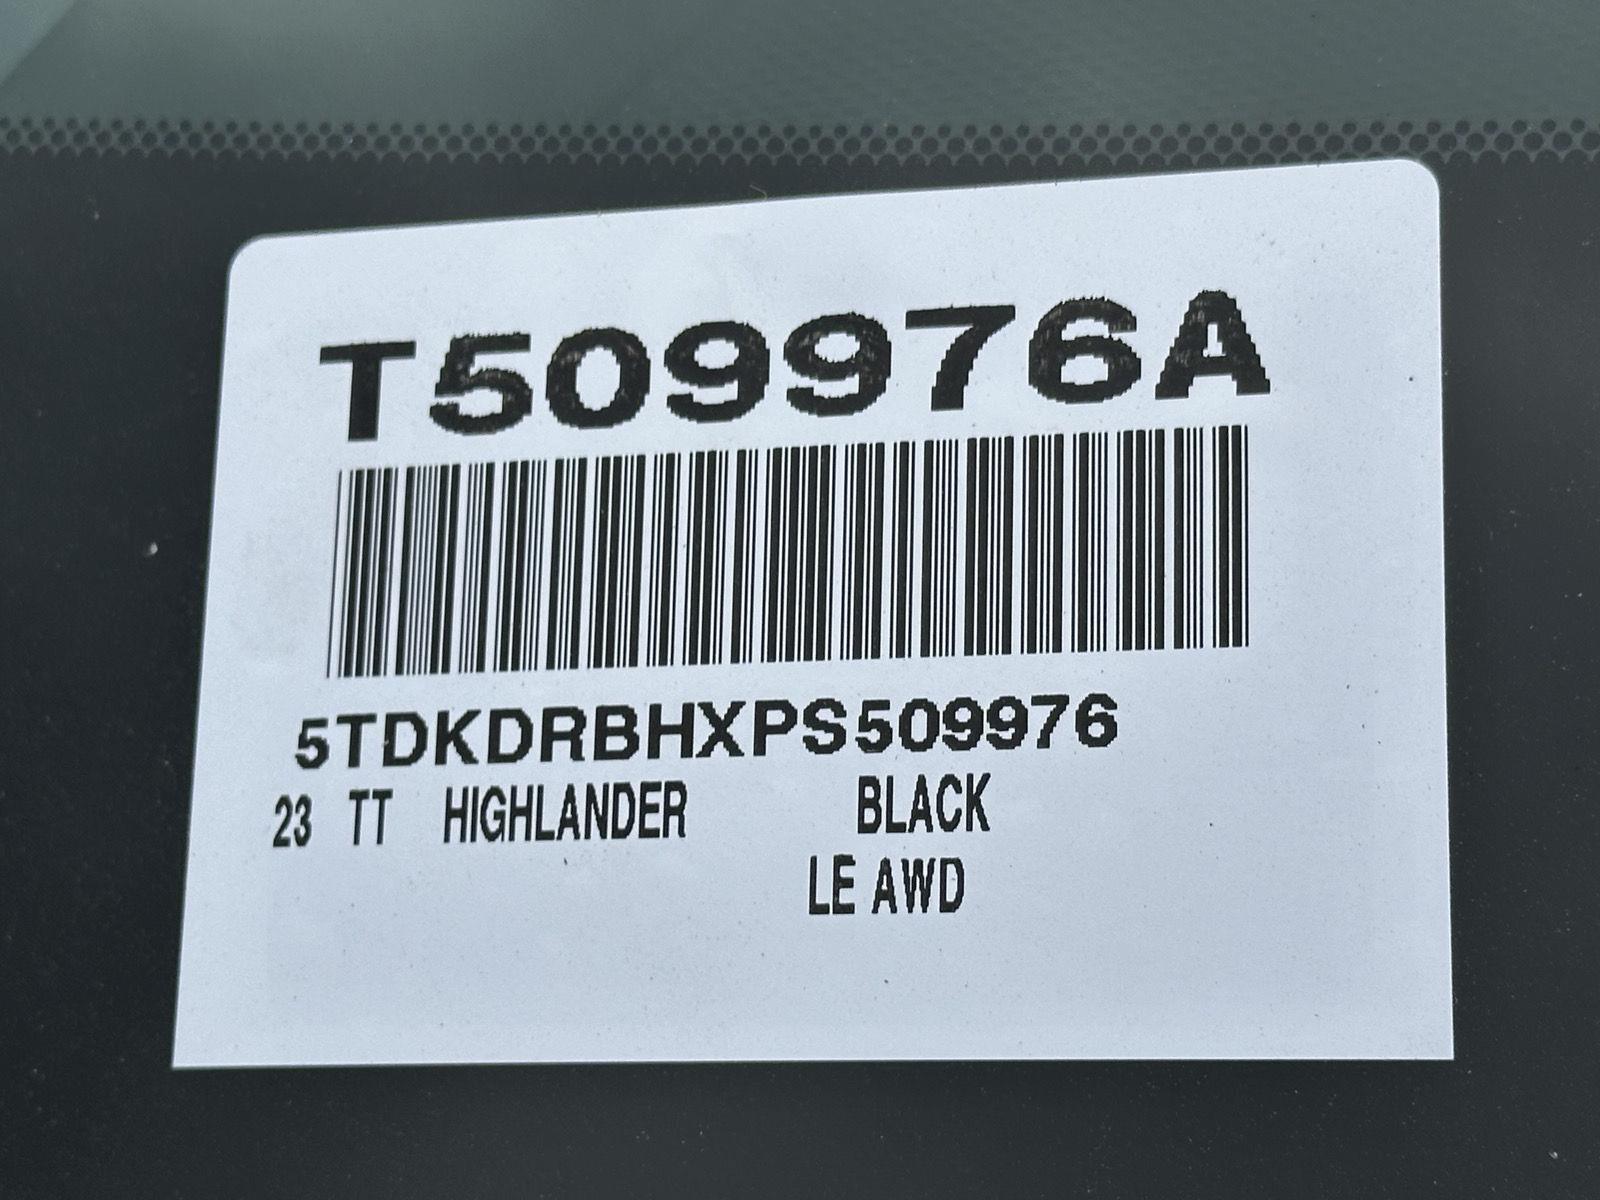 T509976A
5TDKDRBHXPS509976
23 TT HIGHLANDER BLACK
LE AWD